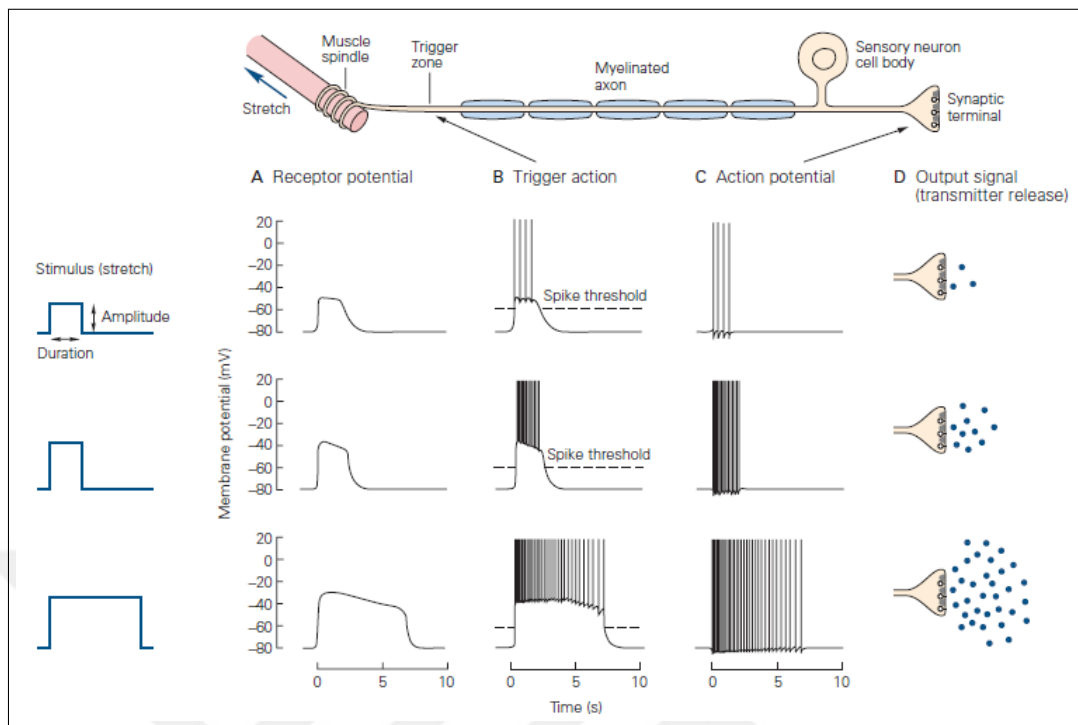 Muscle
spindle
Trigger
zone
Myelinated
axon
Sensory neuron
cell body
Stretch
Synaptic
terminal
A Receptor potential
B Trigger action
C Action potential
D Output signal
(transmitter release)
Stimulus (stretch)
Amplitude
Duration
Membrane potential (mV)
20
0
−20
−40
−60
−80
Spike threshold
20
0
−20
−40
−60
−80
Spike threshold
20
0
−20
−40
−60
−80
0 5 10
0 5 10
0 5 10
Time (s)